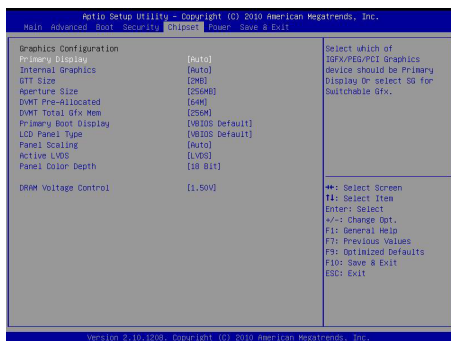 Aptio Setup Utility – Copyright (C) 2010 American Megatrends, Inc.
Main Advanced Boot Security Chipset Power Save & Exit
Graphics Configuration
Primary Display [Auto]
Internal Graphics [Auto]
GTT Size [2MB]
Aperture Size [256MB]
DVMT Pre-Allocated [64M]
DVMT Total Gfx Mem [256M]
Primary Boot Display [VBIOS Default]
LCD Panel Type [VBIOS Default]
Panel Scaling [Auto]
Active LVDS [LVDS]
Panel Color Depth [18 Bit]
DRAM Voltage Control [1.50V]
Select which of
IGFX/PEG/PCI Graphics
device should be Primary
Display Or select SG for
Suitchable Gfx.
→←: Select Screen
↑↓: Select Item
Enter: Select
+/-: Change Opt.
F1: General Help
F7: Previous Values
F9: Optimized Defaults
F10: Save & Exit
ESC: Exit
Version 2.10.1208. Copyright (C) 2010 American Megatrends, Inc.